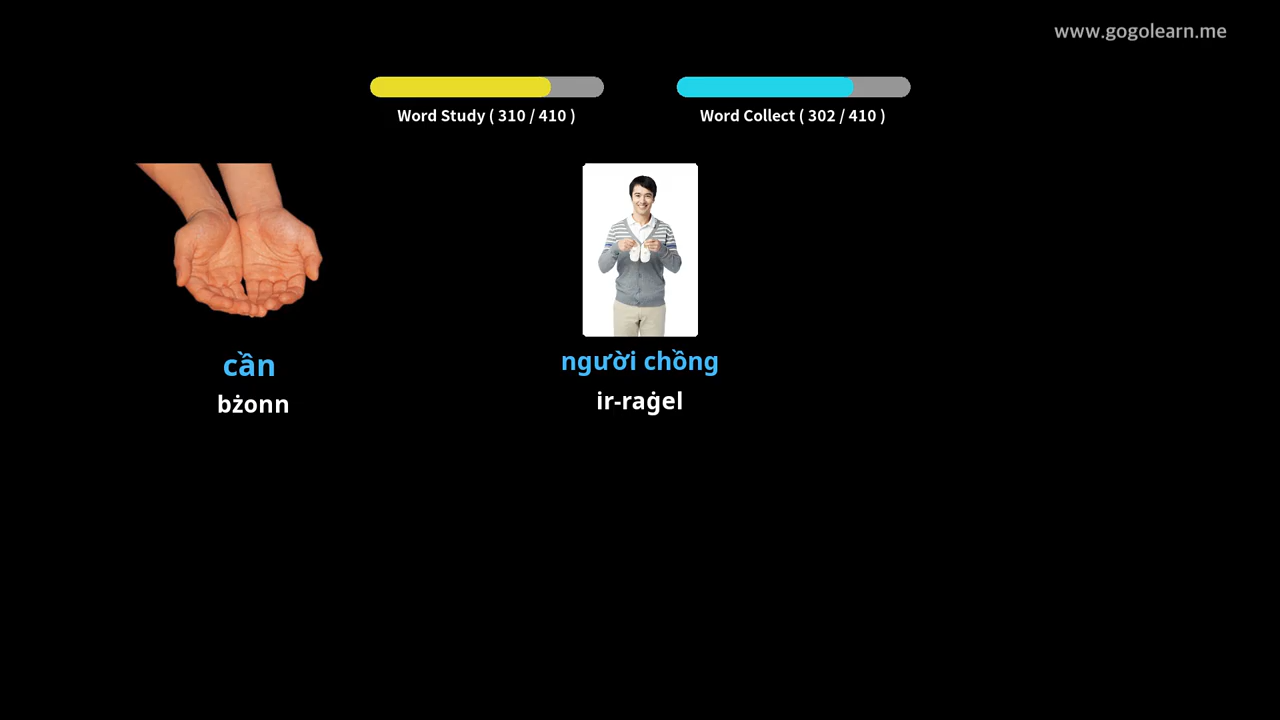 www.gogolearn.me
Word Study ( 310 / 410 )
Word Collect ( 302 / 410 )
cần
bżonn
người chồng
ir-raġel